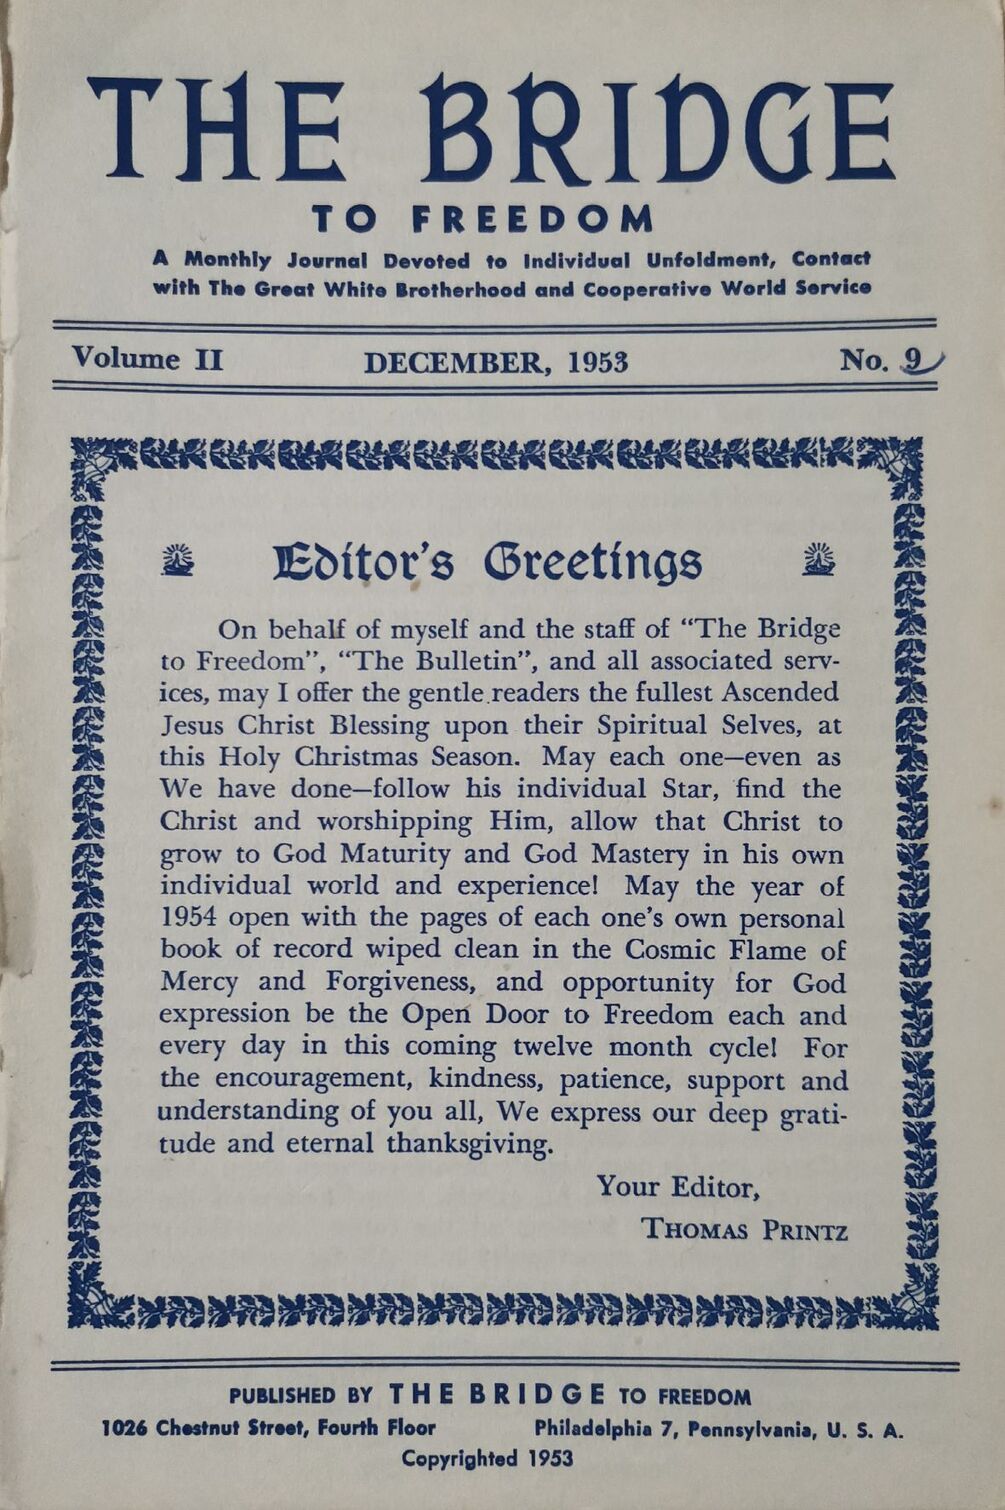 THE BRIDGE
TO FREEDOM
A Monthly Journal Devoted to Individual Unfoldment, Contact
with The Great White Brotherhood and Cooperative World Service
Volume II DECEMBER, 1953 No. 9
Editor's Greetings
On behalf of myself and the staff of “The Bridge
to Freedom”, “The Bulletin”, and all associated serv-
ices, may I offer the gentle readers the fullest Ascended
Jesus Christ Blessing upon their Spiritual Selves, at
this Holy Christmas Season. May each one—even as
We have done—follow his individual Star, find the
Christ and worshipping Him, allow that Christ to
grow to God Maturity and God Mastery in his own
individual world and experience! May the year of
1954 open with the pages of each one's own personal
book of record wiped clean in the Cosmic Flame of
Mercy and Forgiveness, and opportunity for God
expression be the Open Door to Freedom each and
every day in this coming twelve month cycle! For
the encouragement, kindness, patience, support and
understanding of you all, We express our deep grati-
tude and eternal thanksgiving.
Your Editor,
THOMAS PRINTZ
PUBLISHED BY THE BRIDGE TO FREEDOM
1026 Chestnut Street, Fourth Floor Philadelphia 7, Pennsylvania, U. S. A.
Copyrighted 1953